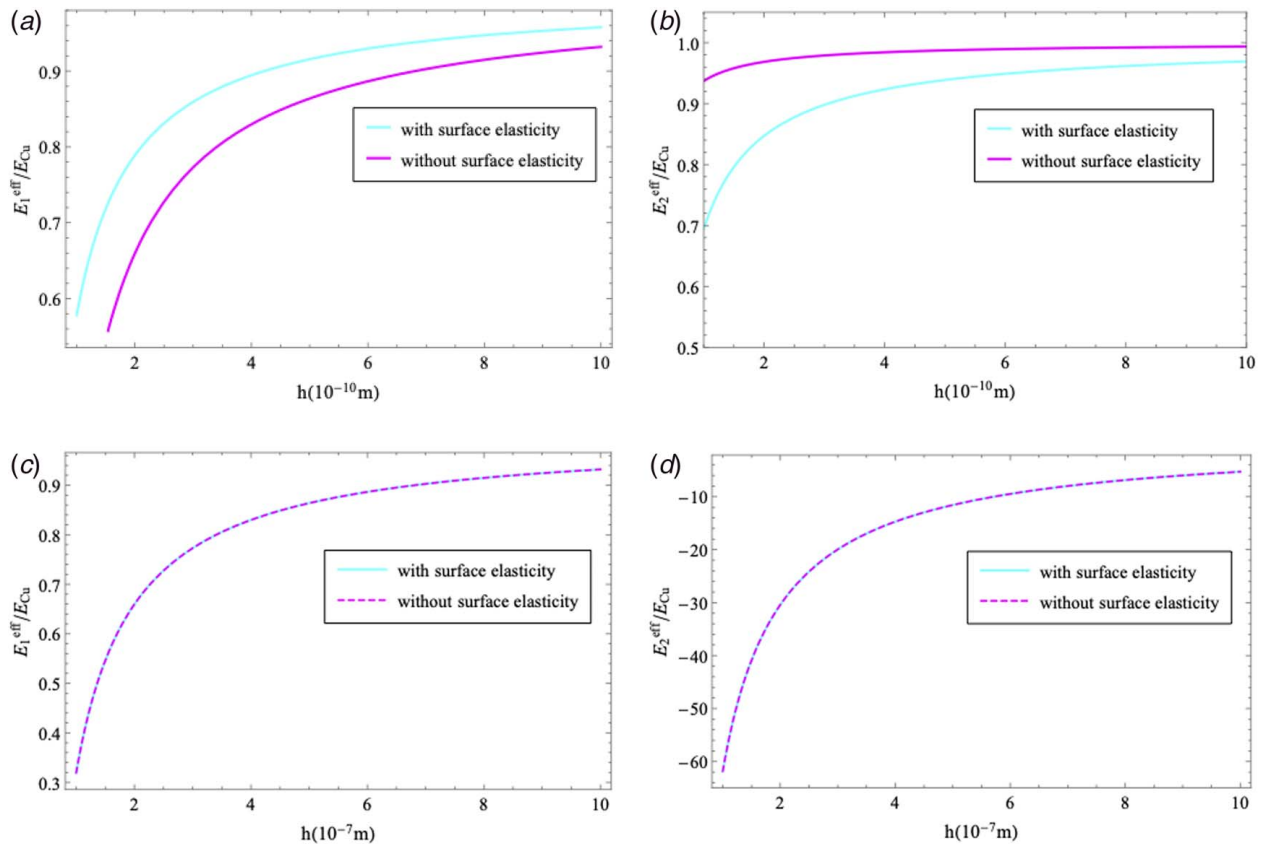 (a)
0.9
0.8
0.7
0.6
E₁ᵉᶠᶠ/E_Cu
with surface elasticity
without surface elasticity
2 4 6 8 10
h(10⁻¹⁰m)
(b)
1.0
0.9
0.8
0.7
0.6
0.5
E₂ᵉᶠᶠ/E_Cu
with surface elasticity
without surface elasticity
2 4 6 8 10
h(10⁻¹⁰m)
(c)
0.9
0.8
0.7
0.6
0.5
0.4
0.3
E₁ᵉᶠᶠ/E_Cu
with surface elasticity
without surface elasticity
2 4 6 8 10
h(10⁻⁷m)
(d)
−10
−20
−30
−40
−50
−60
E₂ᵉᶠᶠ/E_Cu
with surface elasticity
without surface elasticity
2 4 6 8 10
h(10⁻⁷m)